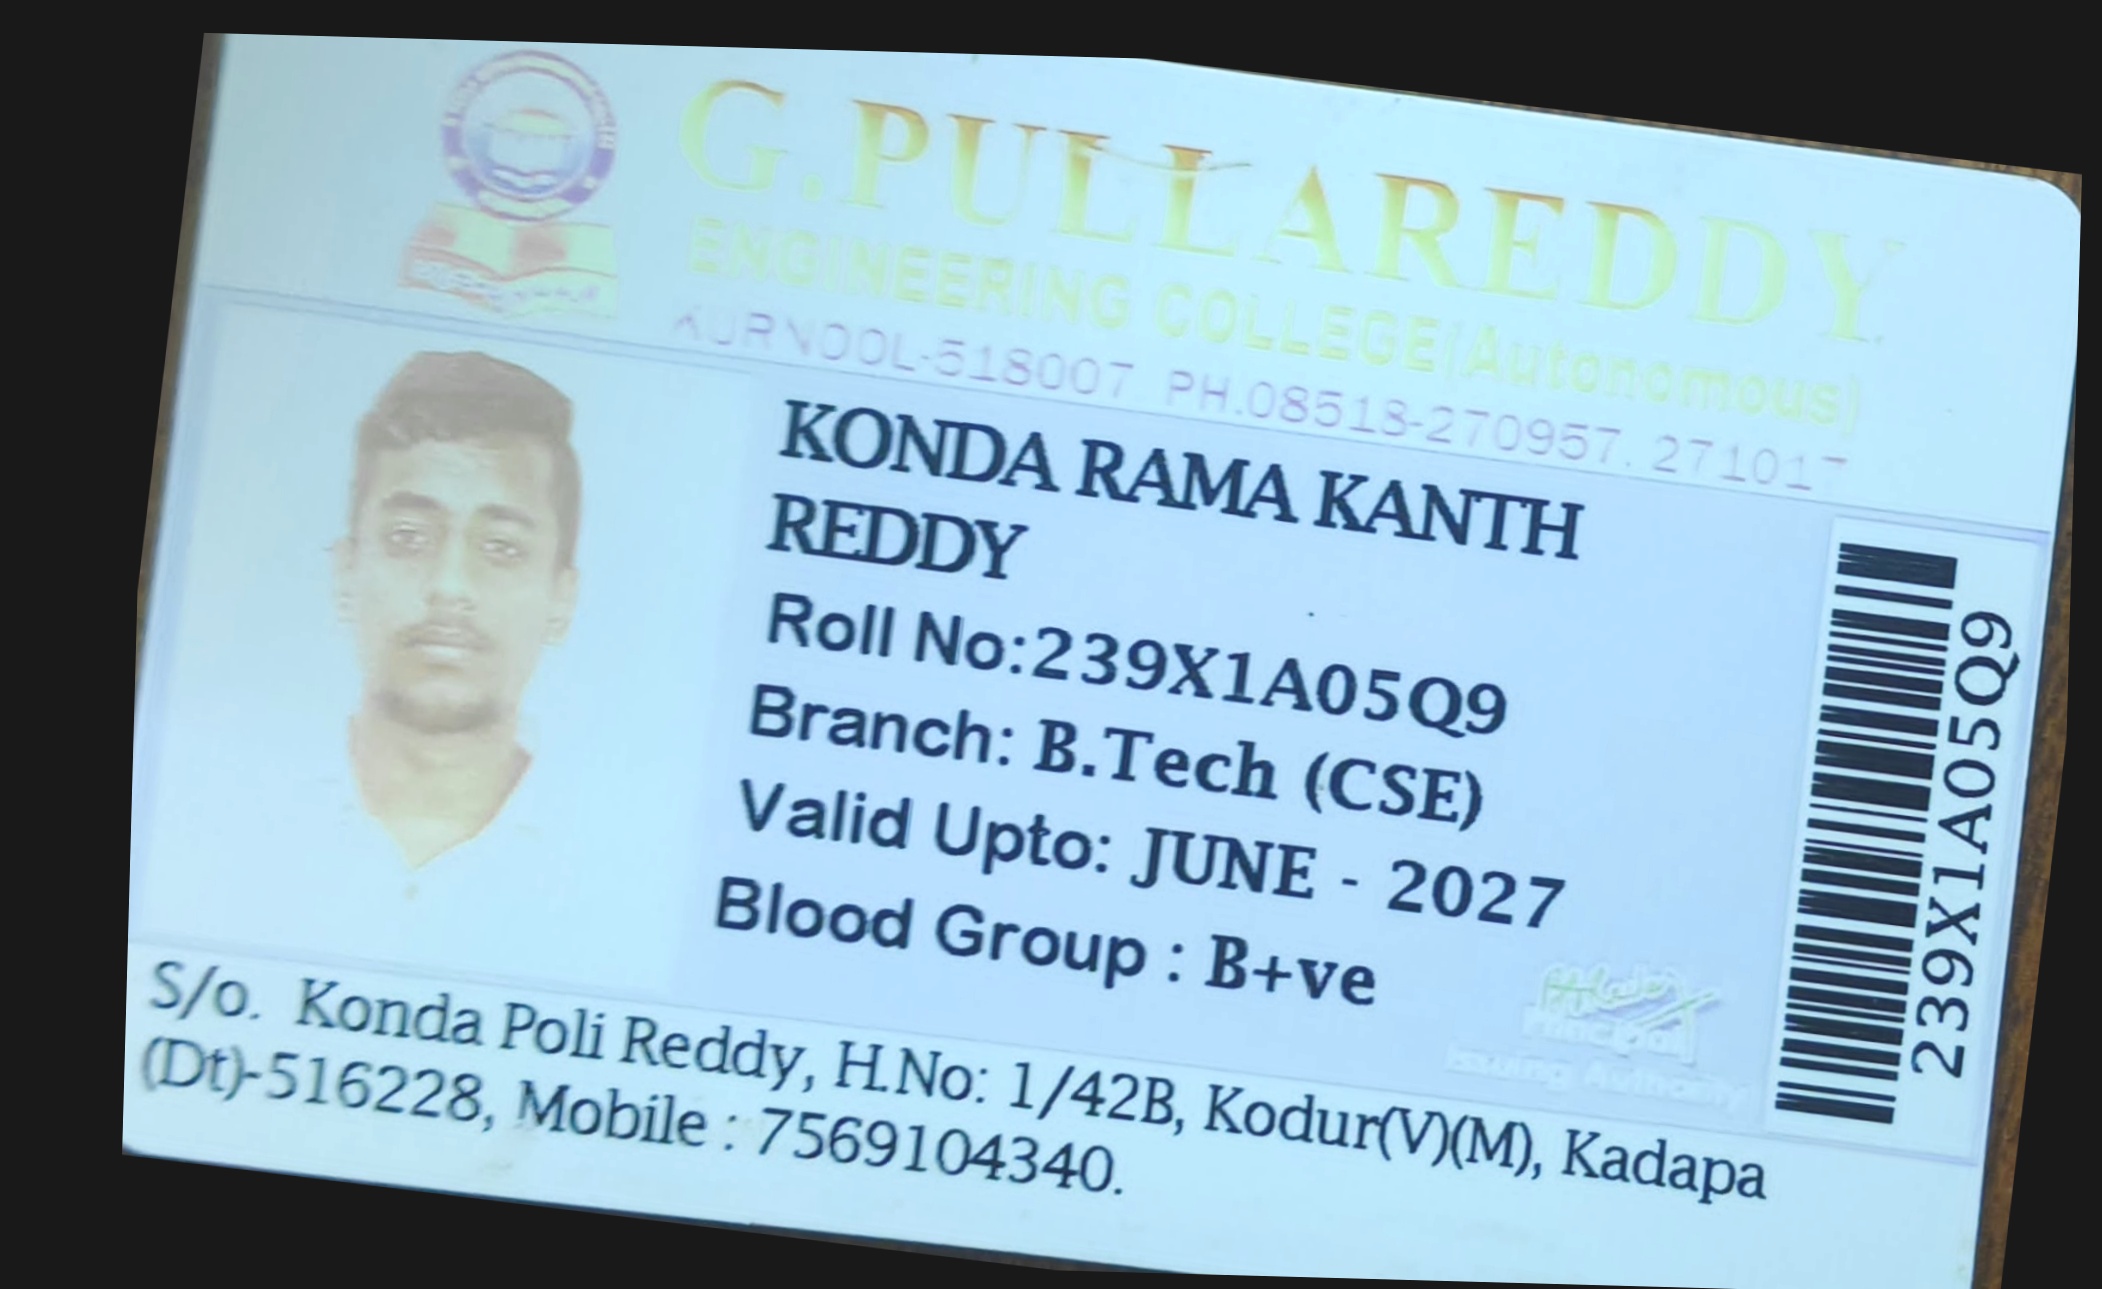 G.PULLAREDDY
ENGINEERING COLLEGE(Autonomous)
KURNOOL-518007 PH.08518-270957. 27101
KONDA RAMA KANTH
REDDY
Roll No:239X1A05Q9
Branch: B.Tech (CSE)
Valid Upto: JUNE - 2027
Blood Group : B+ve
Principal
Issuing Authority
239X1A05Q9
S/o. Konda Poli Reddy, H.No: 1/42B, Kodur(V)(M), Kadapa
(Dt)-516228, Mobile : 7569104340.